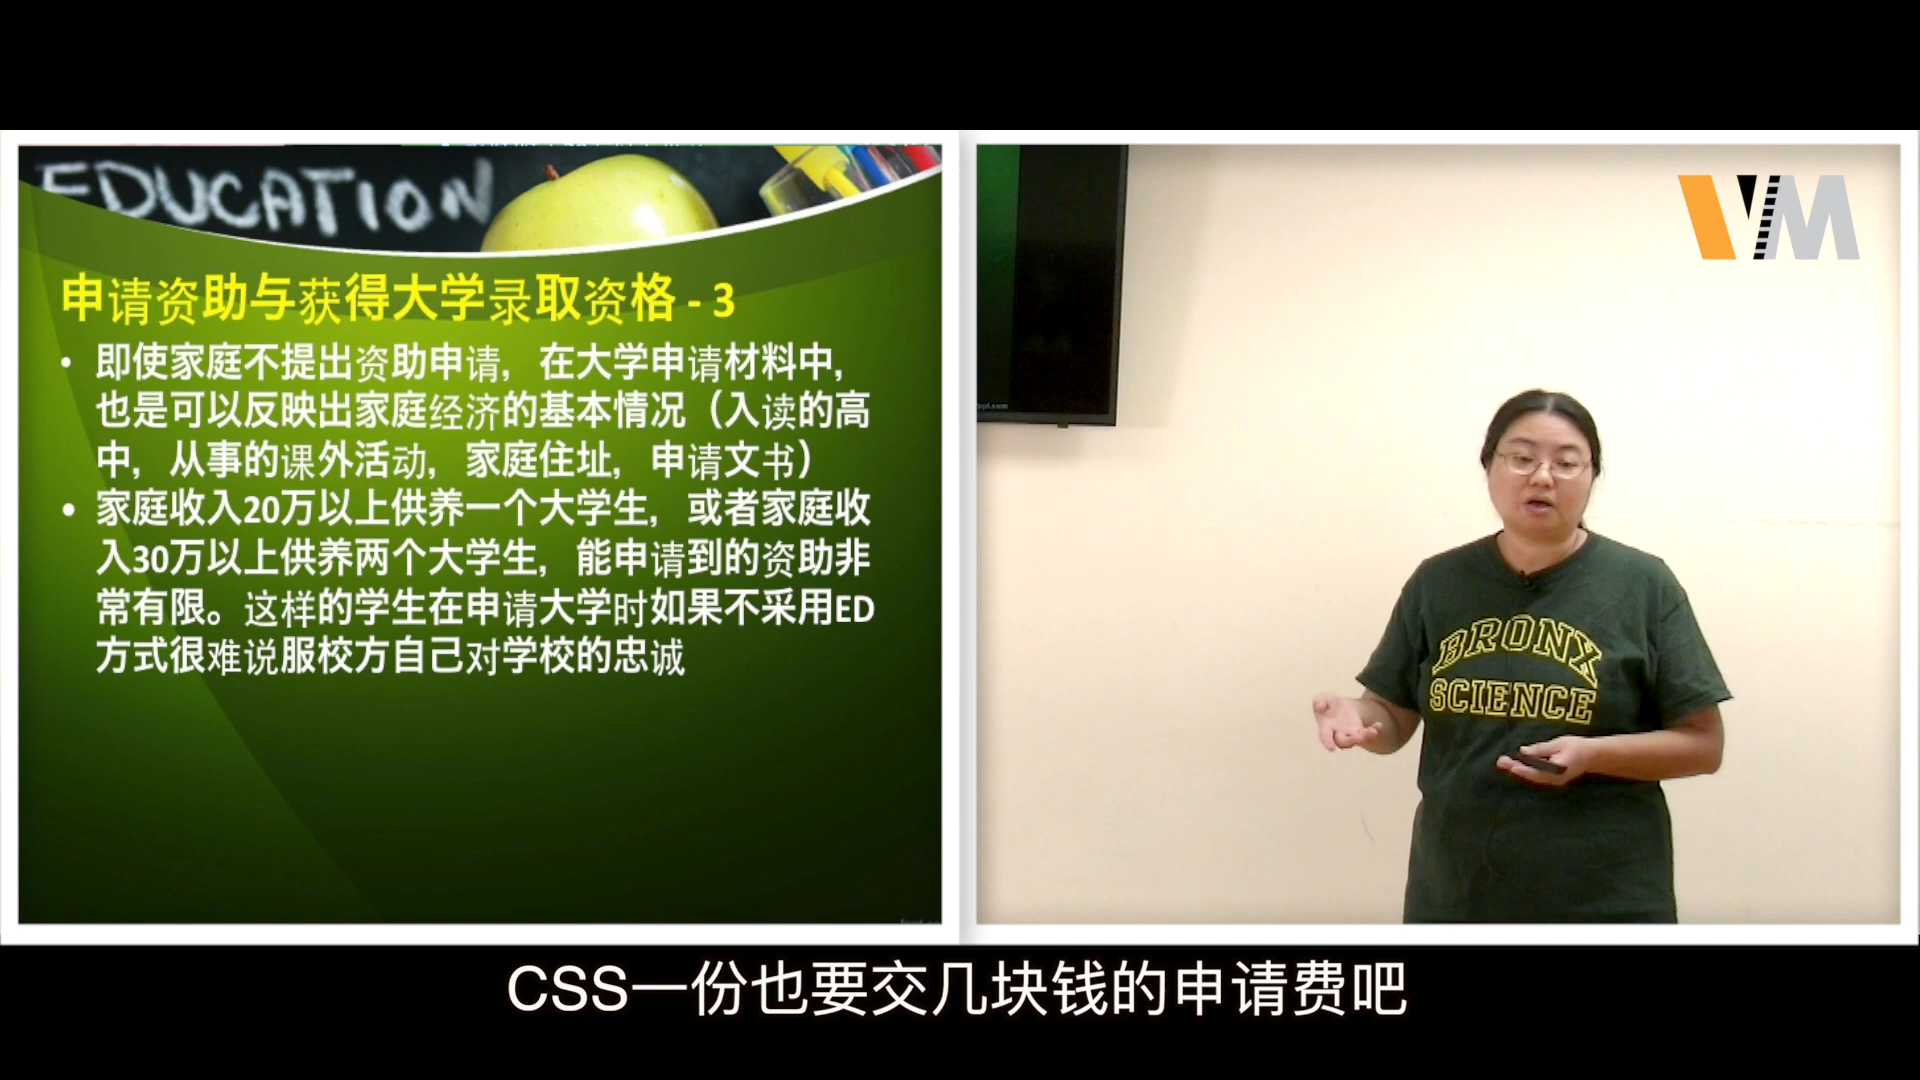 EDUCATION
申请资助与获得大学录取资格 - 3
• 即使家庭不提出资助申请，在大学申请材料中，
也是可以反映出家庭经济的基本情况（入读的高
中，从事的课外活动，家庭住址，申请文书）
• 家庭收入20万以上供养一个大学生，或者家庭收
入30万以上供养两个大学生，能申请到的资助非
常有限。这样的学生在申请大学时如果不采用ED
方式很难说服校方自己对学校的忠诚
VM
BRONX
SCIENCE
CSS一份也要交几块钱的申请费吧